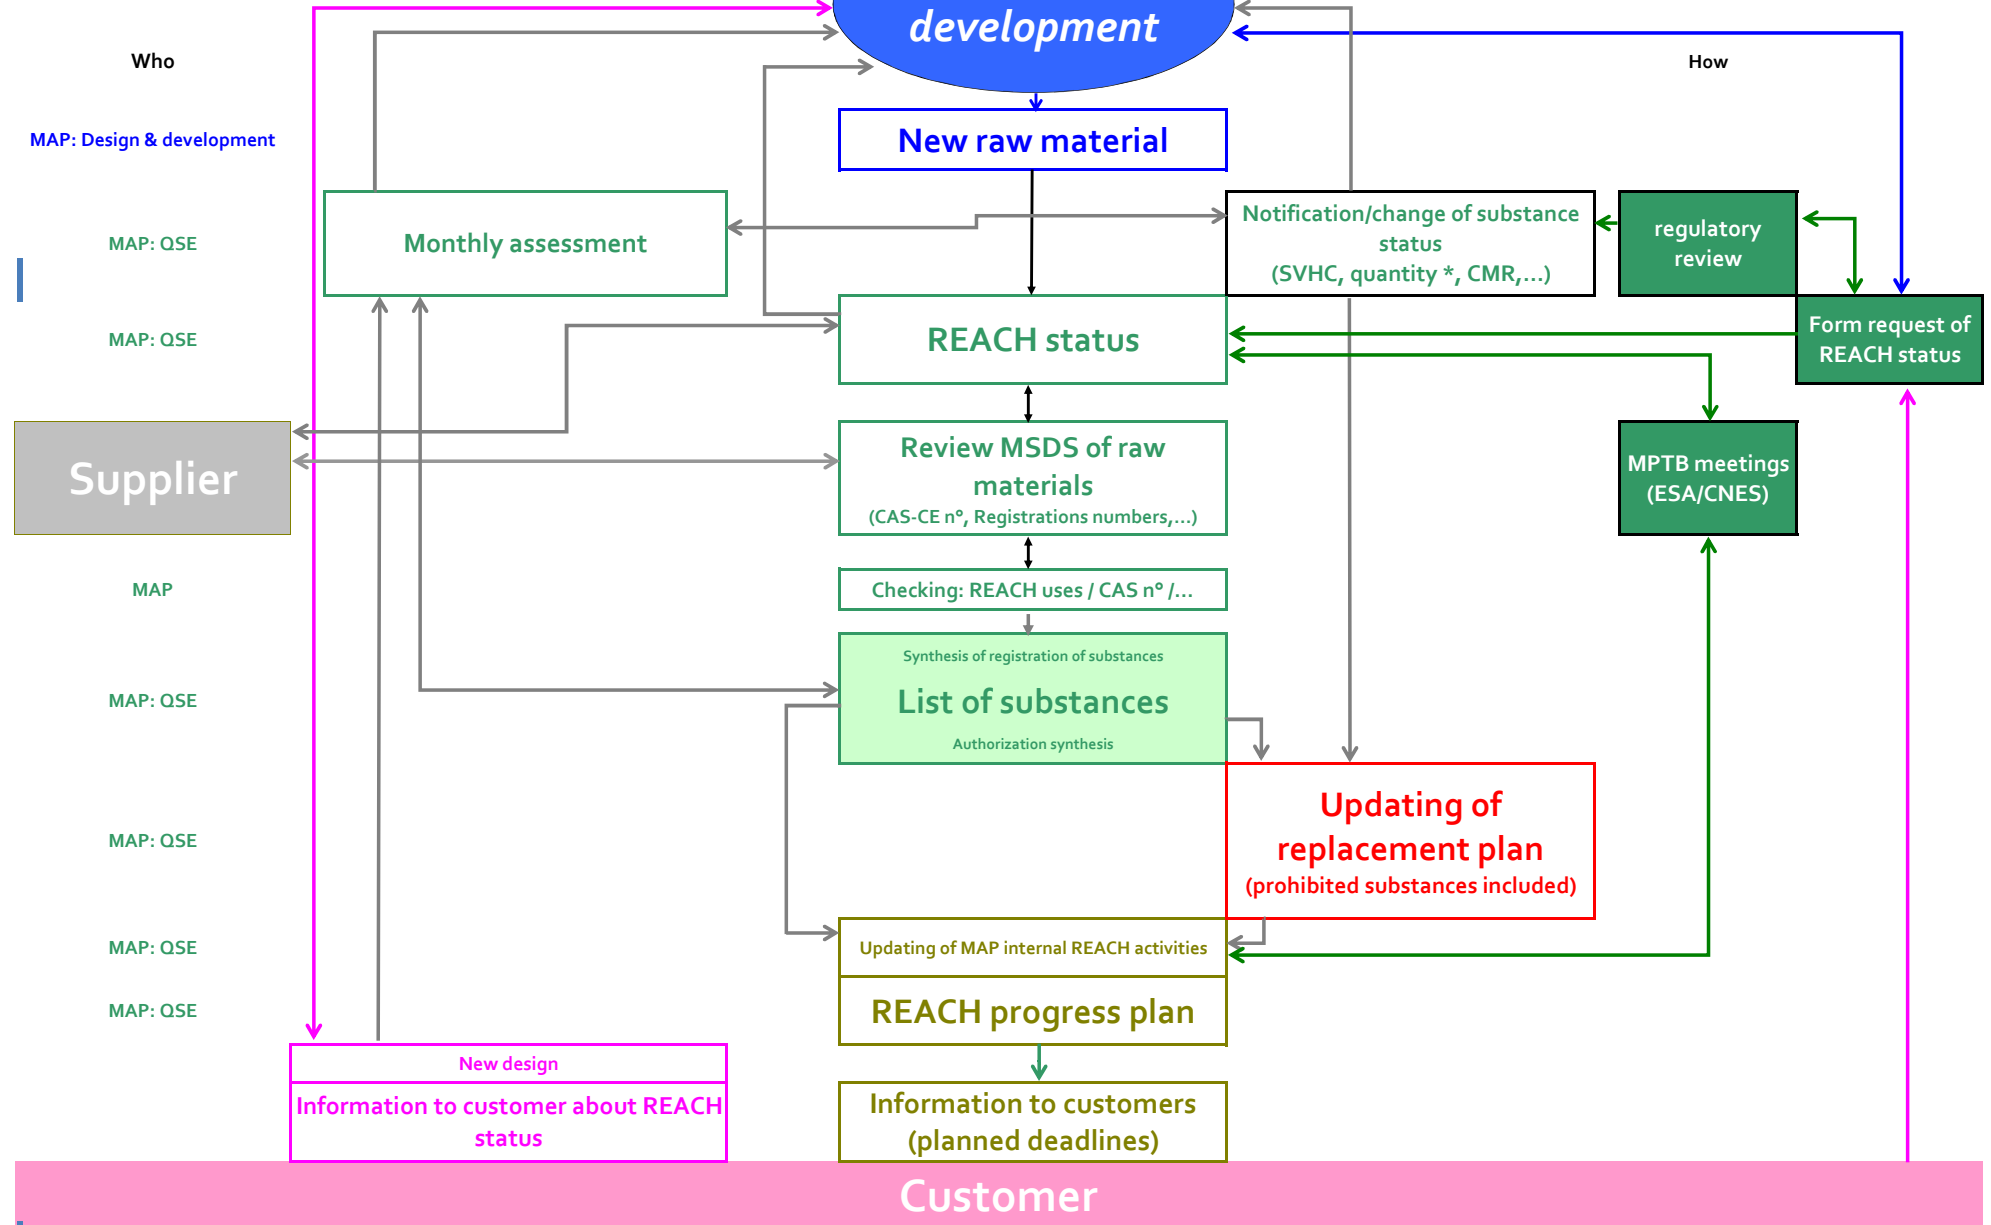 development
Who
How
MAP: Design & development
New raw material
MAP: QSE
Monthly assessment
Notification/change of substance
status
(SVHC, quantity *, CMR,...)
regulatory
review
MAP: QSE
REACH status
Form request of
REACH status
Supplier
Review MSDS of raw
materials
(CAS-CE n°, Registrations numbers,...)
MPTB meetings
(ESA/CNES)
MAP
Checking: REACH uses / CAS n° /...
MAP: QSE
Synthesis of registration of substances
List of substances
Authorization synthesis
MAP: QSE
Updating of
replacement plan
(prohibited substances included)
MAP: QSE
Updating of MAP internal REACH activities
MAP: QSE
REACH progress plan
New design
Information to customer about REACH
status
Information to customers
(planned deadlines)
Customer